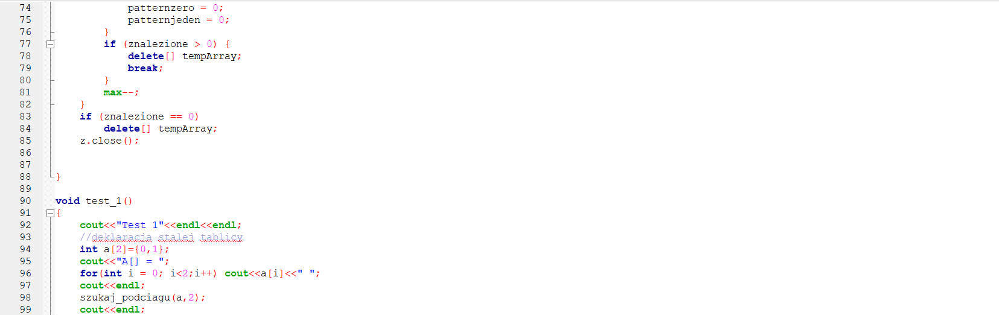 74 patternzero = 0;
75 patternjeden = 0;
76 }
77 if (znalezione > 0) {
78 delete[] tempArray;
79 break;
80 }
81 max--;
82 }
83 if (znalezione == 0)
84 delete[] tempArray;
85 z.close();
86
87
88 }
89
90 void test_1()
91 {
92 cout<<"Test 1"<<endl<<endl;
93 //deklaracja stalej tablicy
94 int a[2]={0,1};
95 cout<<"A[] = ";
96 for(int i = 0; i<2;i++) cout<<a[i]<<" ";
97 cout<<endl;
98 szukaj_podciagu(a,2);
99 cout<<endl;